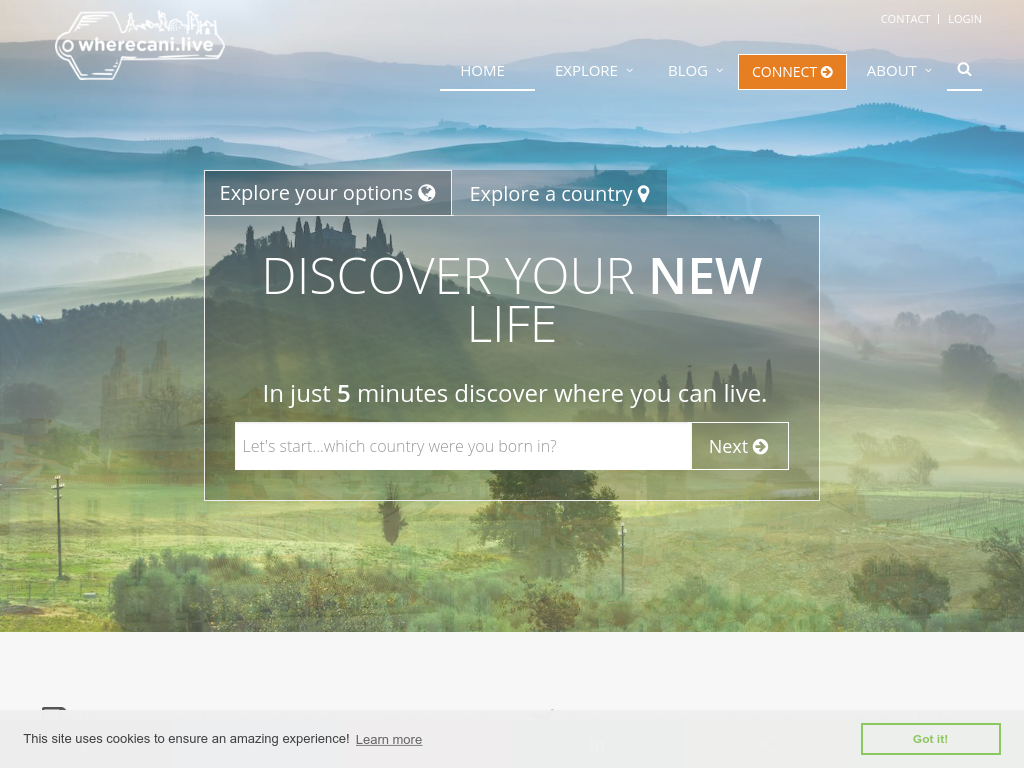 CONTACT | LOGIN
wherecani.live
HOME EXPLORE BLOG CONNECT ABOUT
Explore your options Explore a country
DISCOVER YOUR NEW
LIFE
In just 5 minutes discover where you can live.
Let's start...which country were you born in? Next
This site uses cookies to ensure an amazing experience! Learn more Got it!